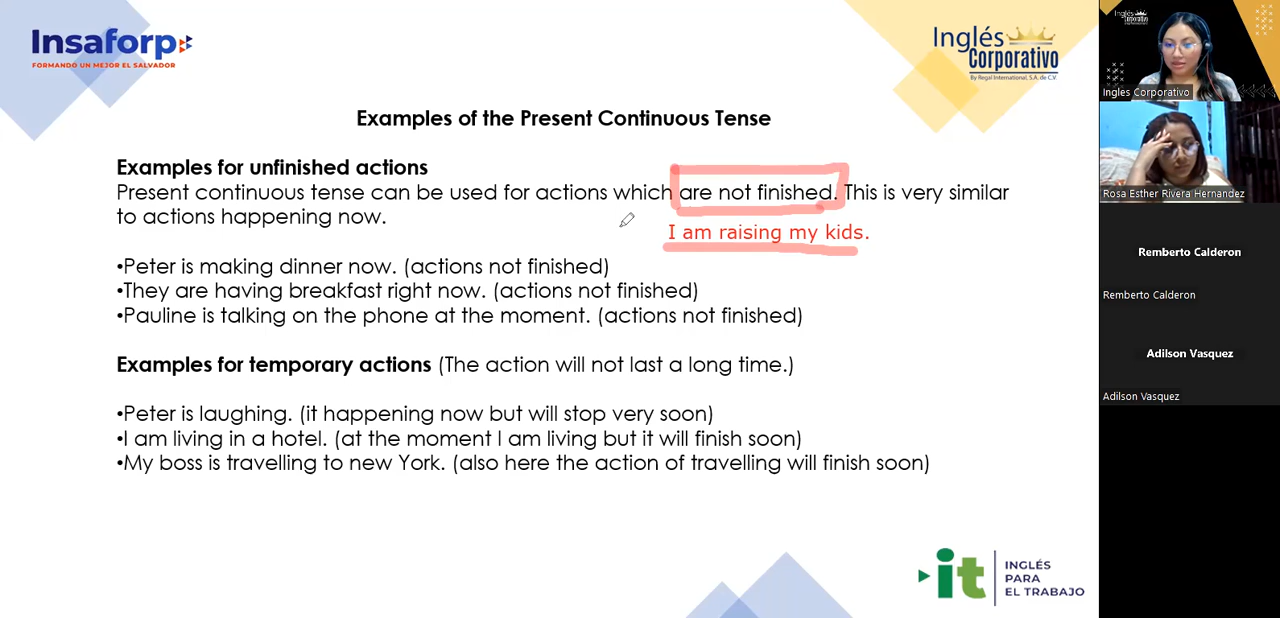 Insaforp
FORMANDO UN MEJOR EL SALVADOR
Inglés
Corporativo
By Regal International, S.A. de C.V.
Examples of the Present Continuous Tense
Examples for unfinished actions
Present continuous tense can be used for actions which are not finished. This is very similar
to actions happening now.
I am raising my kids.
•Peter is making dinner now. (actions not finished)
•They are having breakfast right now. (actions not finished)
•Pauline is talking on the phone at the moment. (actions not finished)
Examples for temporary actions (The action will not last a long time.)
•Peter is laughing. (it happening now but will stop very soon)
•I am living in a hotel. (at the moment I am living but it will finish soon)
•My boss is travelling to new York. (also here the action of travelling will finish soon)
it
INGLÉS
PARA
EL TRABAJO
Inglés
Corporativo
Ingles Corporativo
Rosa Esther Rivera Hernandez
Remberto Calderon
Remberto Calderon
Adilson Vasquez
Adilson Vasquez